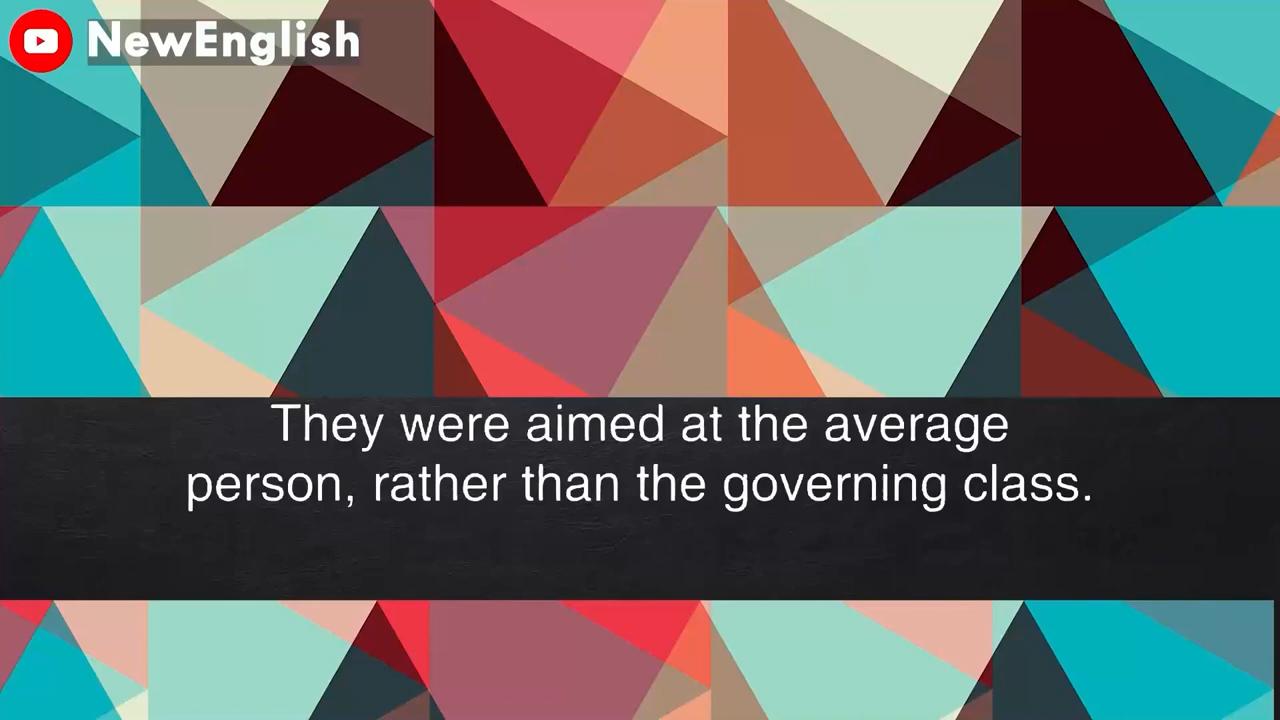 NewEnglish
They were aimed at the average
person, rather than the governing class.